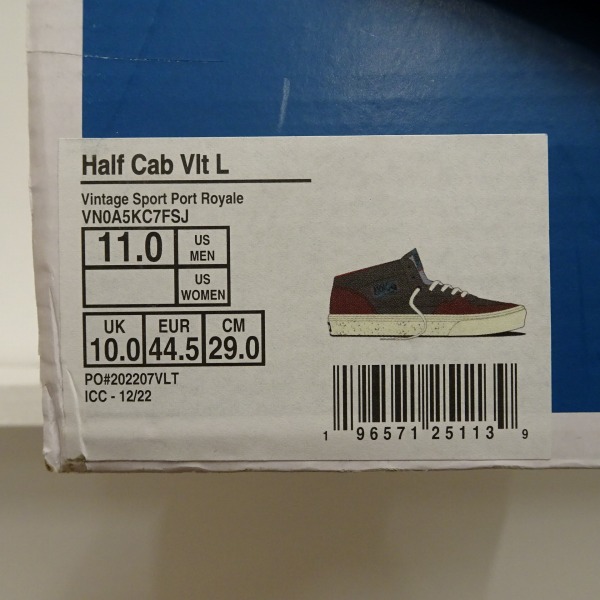 Half Cab Vlt L
Vintage Sport Port Royale
VN0A5KC7FSJ
11.0 US MEN
US WOMEN
UK EUR CM
10.0 44.5 29.0
PO#202207VLT
ICC - 12/22
1 96571 25113 9